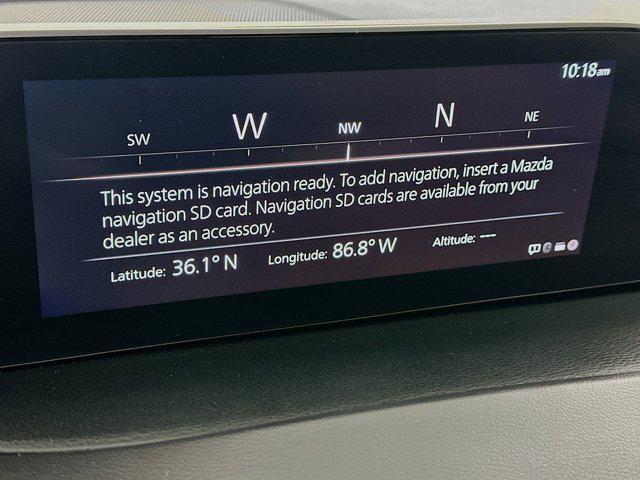 10:18am
SW W NW N NE
This system is navigation ready. To add navigation, insert a Mazda
navigation SD card. Navigation SD cards are available from your
dealer as an accessory.
Latitude: 36.1° N Longitude: 86.8° W Altitude: ---